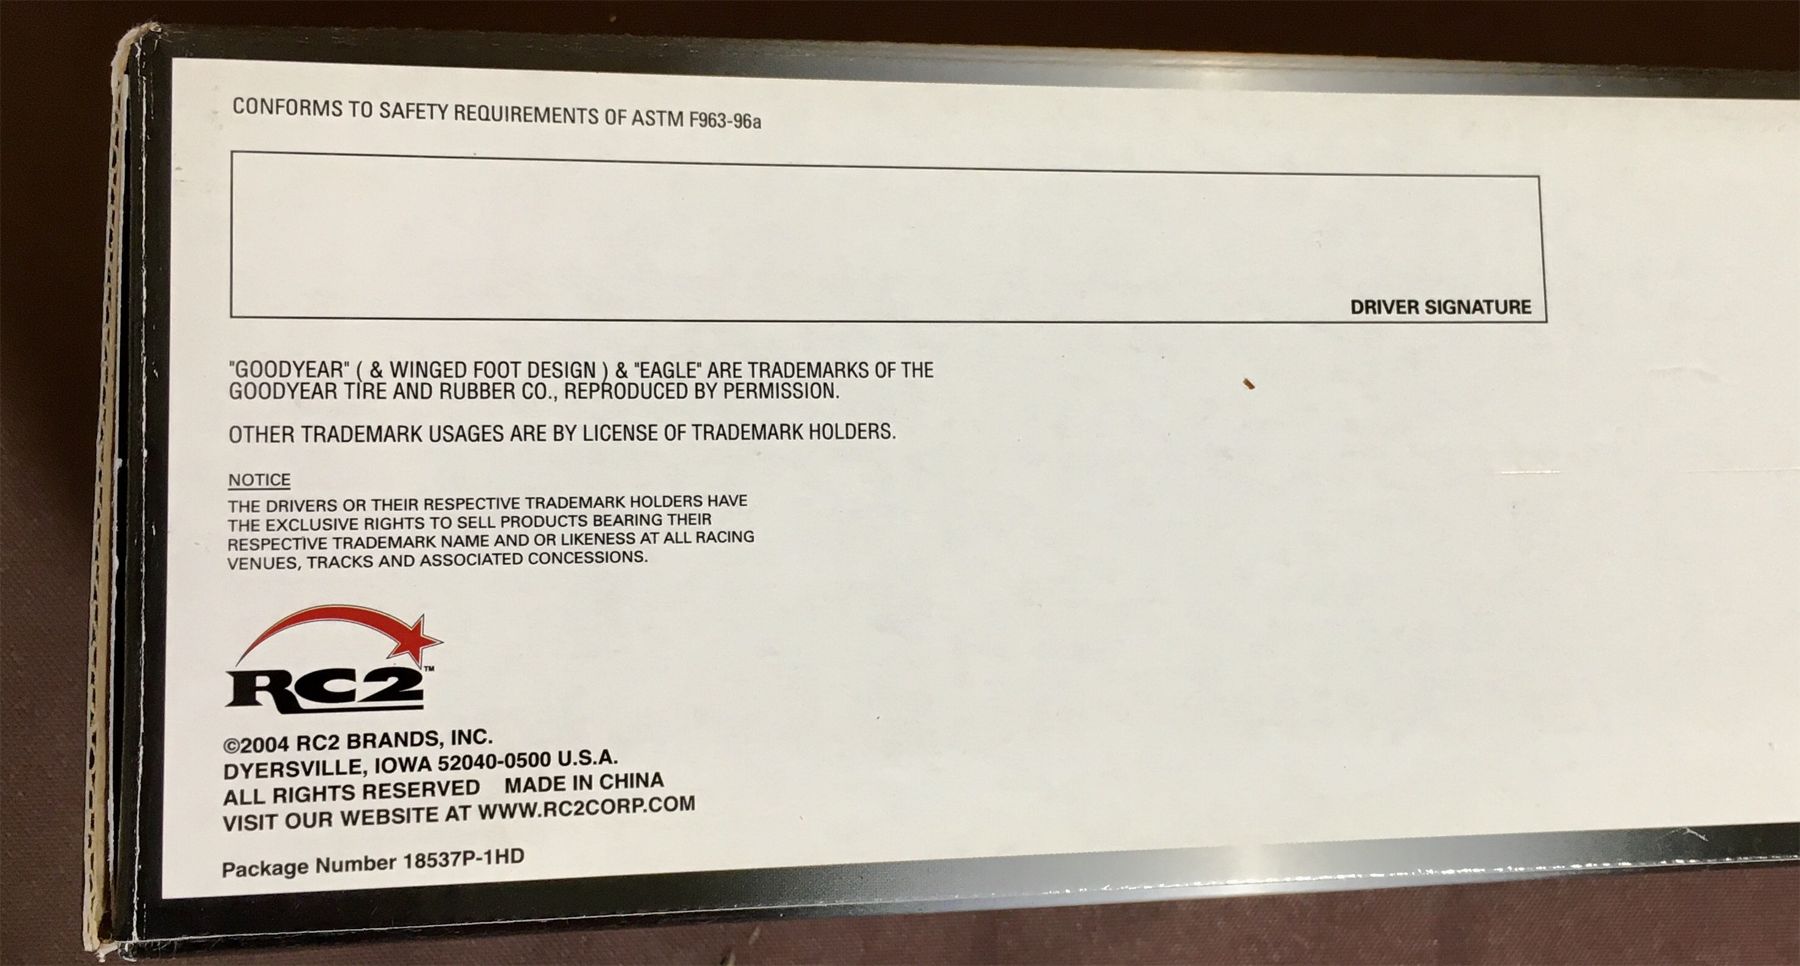 CONFORMS TO SAFETY REQUIREMENTS OF ASTM F963-96a
DRIVER SIGNATURE
"GOODYEAR" ( & WINGED FOOT DESIGN ) & "EAGLE" ARE TRADEMARKS OF THE
GOODYEAR TIRE AND RUBBER CO., REPRODUCED BY PERMISSION.
OTHER TRADEMARK USAGES ARE BY LICENSE OF TRADEMARK HOLDERS.
NOTICE
THE DRIVERS OR THEIR RESPECTIVE TRADEMARK HOLDERS HAVE
THE EXCLUSIVE RIGHTS TO SELL PRODUCTS BEARING THEIR
RESPECTIVE TRADEMARK NAME AND OR LIKENESS AT ALL RACING
VENUES, TRACKS AND ASSOCIATED CONCESSIONS.
RC2™
©2004 RC2 BRANDS, INC.
DYERSVILLE, IOWA 52040-0500 U.S.A.
ALL RIGHTS RESERVED MADE IN CHINA
VISIT OUR WEBSITE AT WWW.RC2CORP.COM
Package Number 18537P-1HD